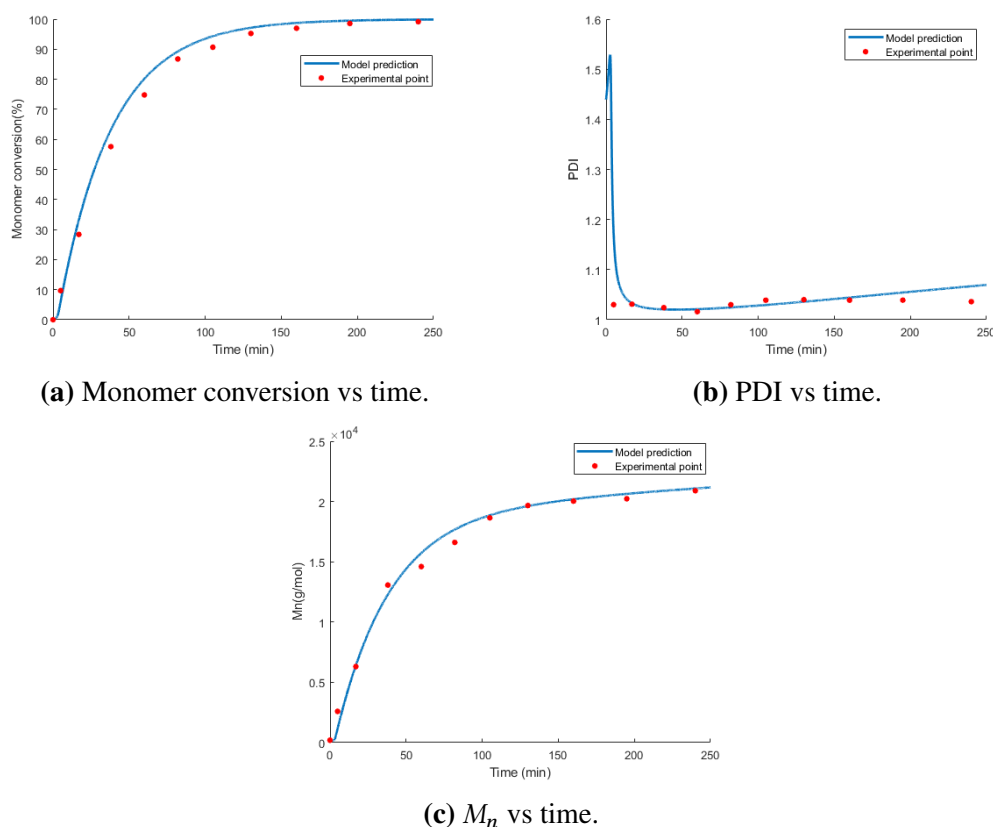 100
90
80
70
60
50
40
30
20
10
0
Monomer conversion(%)
0 50 100 150 200 250
Time (min)
Model prediction
Experimental point
(a) Monomer conversion vs time.
1.6
1.5
1.4
1.3
1.2
1.1
1
PDI
0 50 100 150 200 250
Time (min)
Model prediction
Experimental point
(b) PDI vs time.
× 10⁴
2.5
2
1.5
1
0.5
0
Mn(g/mol)
0 50 100 150 200 250
Time (min)
Model prediction
Experimental point
(c) Mₙ vs time.